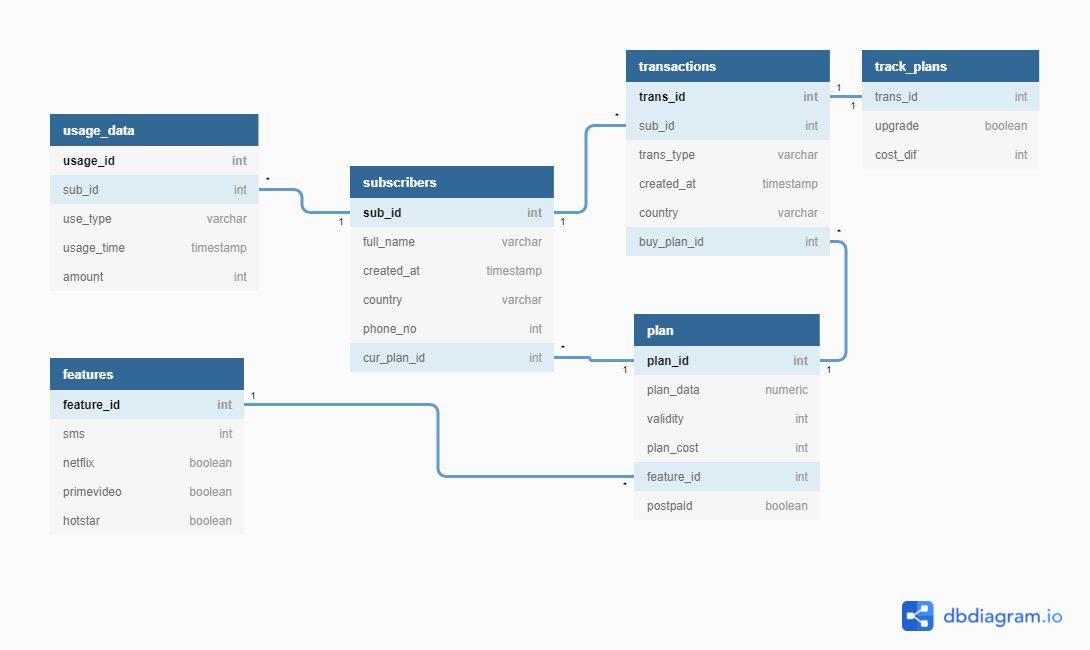 usage_data
usage_id int
sub_id int
use_type varchar
usage_time timestamp
amount int
features
feature_id int
sms int
netflix boolean
primevideo boolean
hotstar boolean
subscribers
sub_id int
full_name varchar
created_at timestamp
country varchar
phone_no int
cur_plan_id int
transactions
trans_id int
sub_id int
trans_type varchar
created_at timestamp
country varchar
buy_plan_id int
track_plans
trans_id int
upgrade boolean
cost_dif int
plan
plan_id int
plan_data numeric
validity int
plan_cost int
feature_id int
postpaid boolean
*
1
1
*
1
1
*
1
*
1
1
*
dbdiagram.io